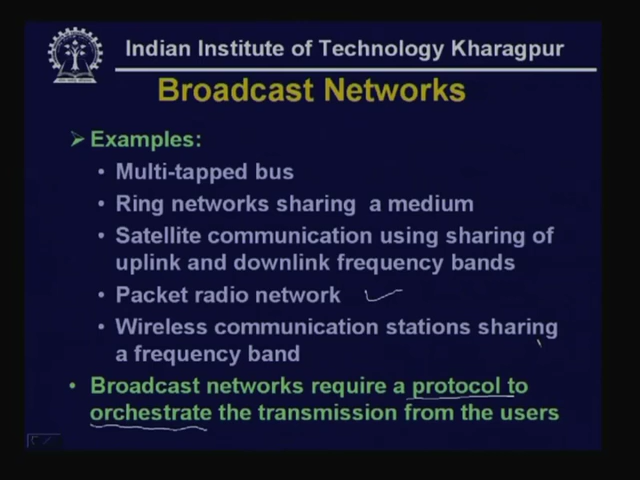 Indian Institute of Technology Kharagpur
Broadcast Networks
➢ Examples:
• Multi-tapped bus
• Ring networks sharing a medium
• Satellite communication using sharing of
uplink and downlink frequency bands
• Packet radio network
• Wireless communication stations sharing
a frequency band
• Broadcast networks require a protocol to
orchestrate the transmission from the users